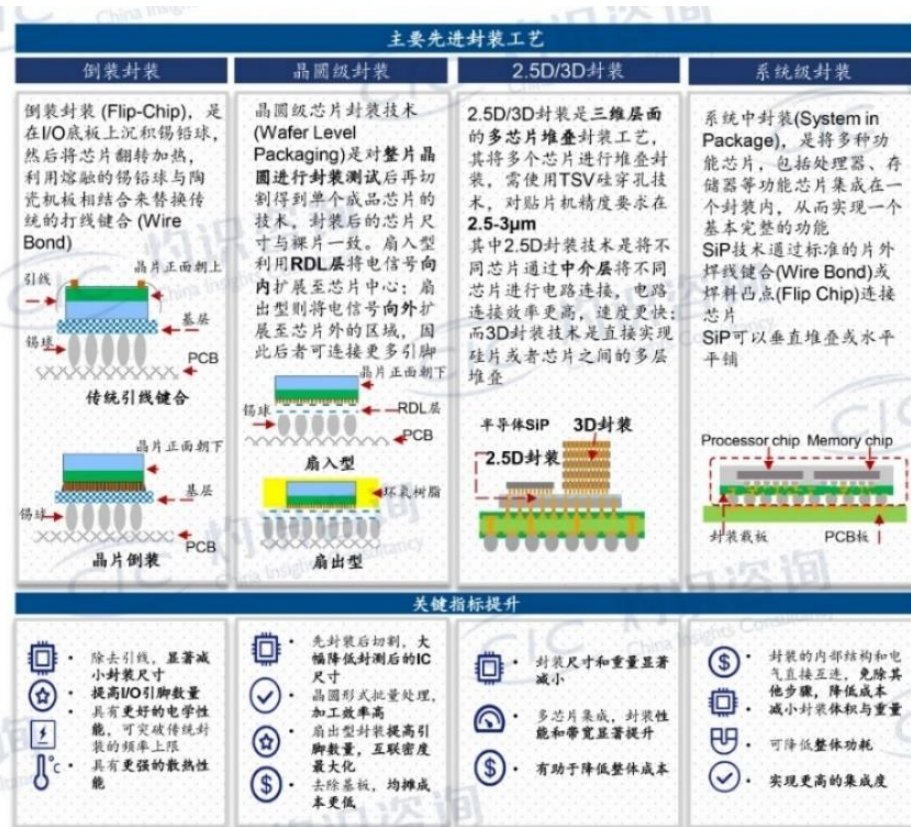 主要先进封装工艺
倒装封装
倒装封装 (Flip-Chip)，是
在I/O底板上沉积锡铅球，
然后将芯片翻转加热，
利用熔融的锡铅球与陶
瓷机板相结合来替换传
统的打线键合 (Wire
Bond)
引线
晶片正面朝上
基层
锡球
PCB
传统引线键合
晶片正面朝下
基层
锡球
PCB
晶片倒装
晶圆级封装
晶圆级芯片封装技术
(Wafer Level
Packaging)是对整片晶
圆进行封装测试后再切
割得到单个成品芯片的
技术，封装后的芯片尺
寸与裸片一致。扇入型
利用RDL层将电信号向
内扩展至芯片中心；扇
出型则将电信号向外扩
展至芯片外的区域，因
此后者可连接更多引脚
晶片正面朝下
锡球
RDL层
PCB
扇入型
环氧树脂
扇出型
2.5D/3D封装
2.5D/3D封装是三维层面
的多芯片堆叠封装工艺，
其将多个芯片进行堆叠封
装，需使用TSV硅穿孔技
术，对贴片机精度要求在
2.5-3μm
其中2.5D封装技术是将不
同芯片通过中介层将不同
芯片进行电路连接，电路
连接效率更高，速度更快；
而3D封装技术是直接实现
硅片或者芯片之间的多层
堆叠
半导体SiP
3D封装
2.5D封装
系统级封装
系统中封装(System in
Package)，是将多种功
能芯片，包括处理器、存
储器等功能芯片集成在一
个封装内，从而实现一个
基本完整的功能
SiP技术通过标准的片外
焊线键合(Wire Bond)或
焊料凸点(Flip Chip)连接
芯片
SiP可以垂直堆叠或水平
平铺
Processor chip
Memory chip
封装载板
PCB板
关键指标提升
• 除去引线，显著减
小封装尺寸
• 提高I/O引脚数量
• 具有更好的电学性
能，可突破传统封
装的频率上限
• 具有更强的散热性
能
• 先封装后切割，大
幅降低封测后的IC
尺寸
• 晶圆形式批量处理，
加工效率高
• 扇出型封装提高引
脚数量，互联密度
最大化
• 去除基板，均摊成
本更低
• 封装尺寸和重量显著
减小
• 多芯片集成，封装性
能和带宽显著提升
• 有助于降低整体成本
• 封装的内部结构和电
气直接互连，免除其
他步骤，降低成本
• 减小封装体积与重量
• 可降低整体功耗
• 实现更高的集成度
CIC 灼识咨询
China Insights Consultancy